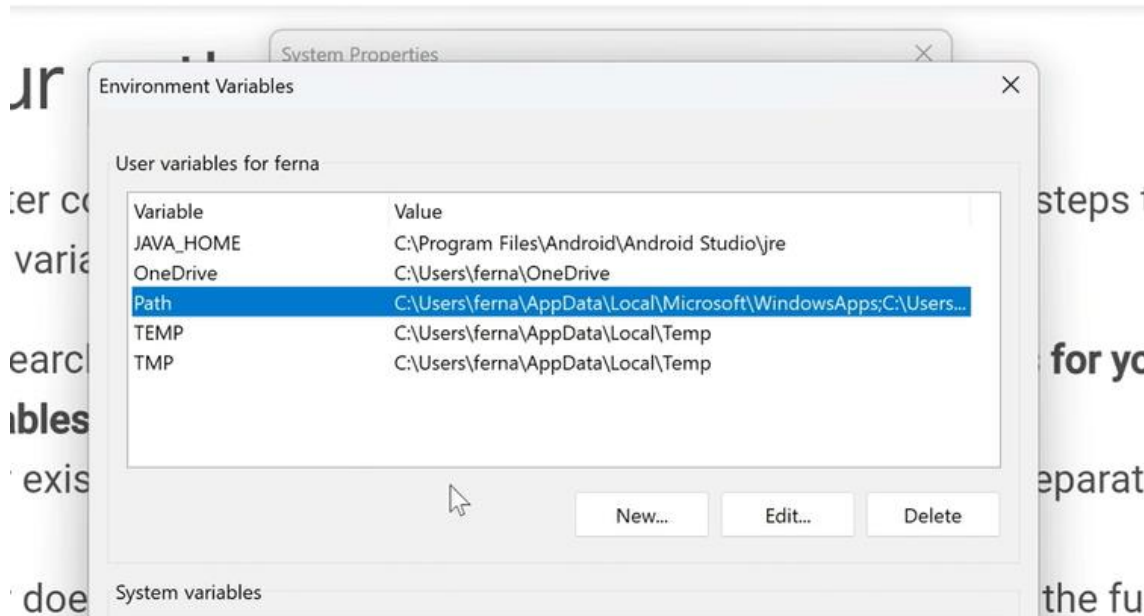 System Properties
Environment Variables
User variables for ferna
Variable Value
JAVA_HOME C:\Program Files\Android\Android Studio\jre
OneDrive C:\Users\ferna\OneDrive
Path C:\Users\ferna\AppData\Local\Microsoft\WindowsApps;C:\Users...
TEMP C:\Users\ferna\AppData\Local\Temp
TMP C:\Users\ferna\AppData\Local\Temp
steps
for
New... Edit... Delete
System variables
the